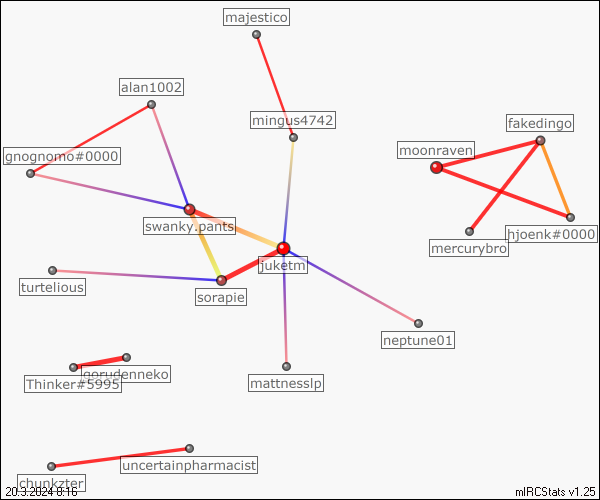 majestico
alan1002
mingus4742
fakedingo
gnognomo#0000
moonraven
swanky.pants
hjoenk#0000
mercurybro
juketm
turtelious
sorapie
neptune01
gorudenneko
Thinker#5995
mattnesslp
uncertainpharmacist
chunkzter
20.3.2024 8:16
mIRCStats v1.25